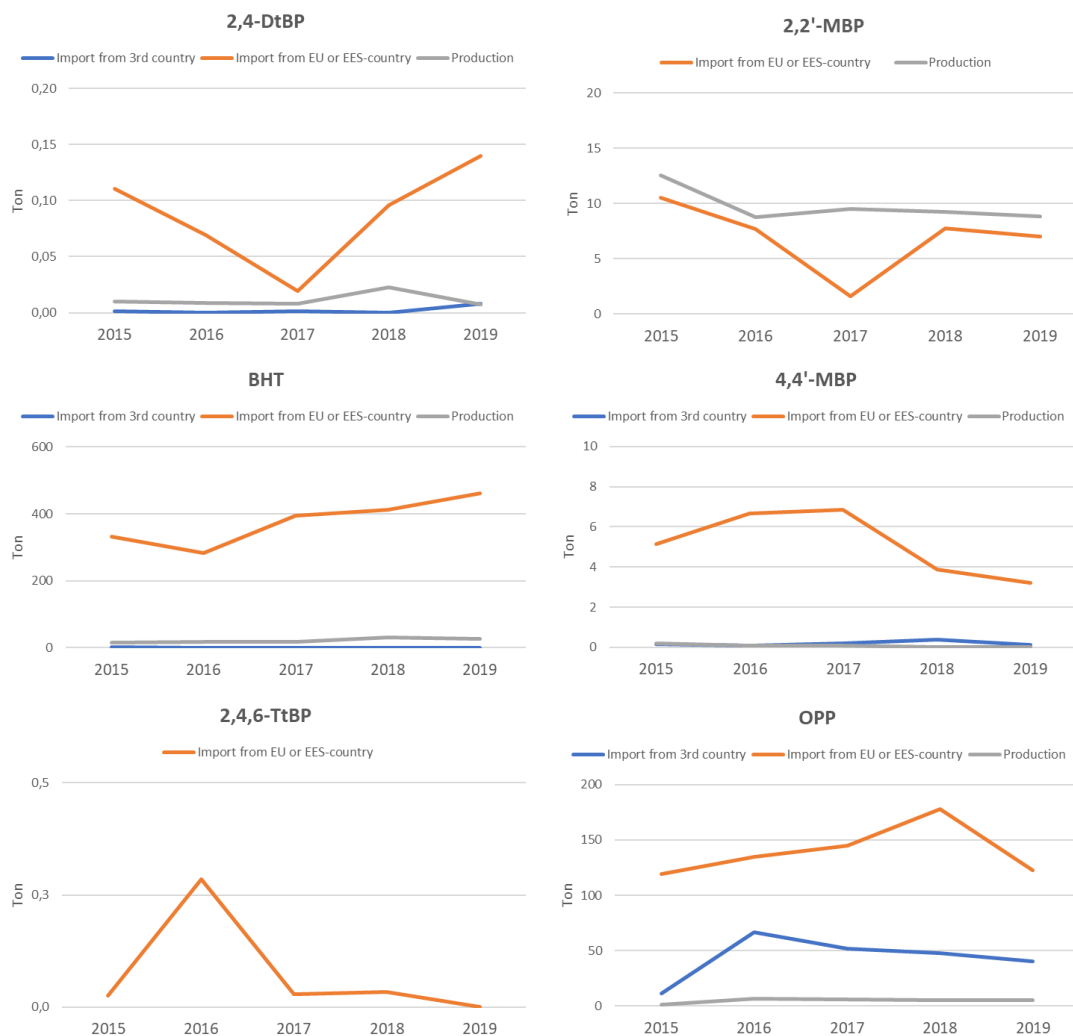 2,4-DtBP
Import from 3rd country Import from EU or EES-country Production
0,20
0,15
0,10
0,05
0,00
Ton
2015 2016 2017 2018 2019
2,2'-MBP
Import from EU or EES-country Production
20
15
10
5
0
Ton
2015 2016 2017 2018 2019
BHT
Import from 3rd country Import from EU or EES-country Production
600
400
200
0
Ton
2015 2016 2017 2018 2019
4,4'-MBP
Import from 3rd country Import from EU or EES-country Production
10
8
6
4
2
0
Ton
2015 2016 2017 2018 2019
2,4,6-TtBP
Import from EU or EES-country
0,5
0,3
0,0
Ton
2015 2016 2017 2018 2019
OPP
Import from 3rd country Import from EU or EES-country Production
200
150
100
50
0
Ton
2015 2016 2017 2018 2019